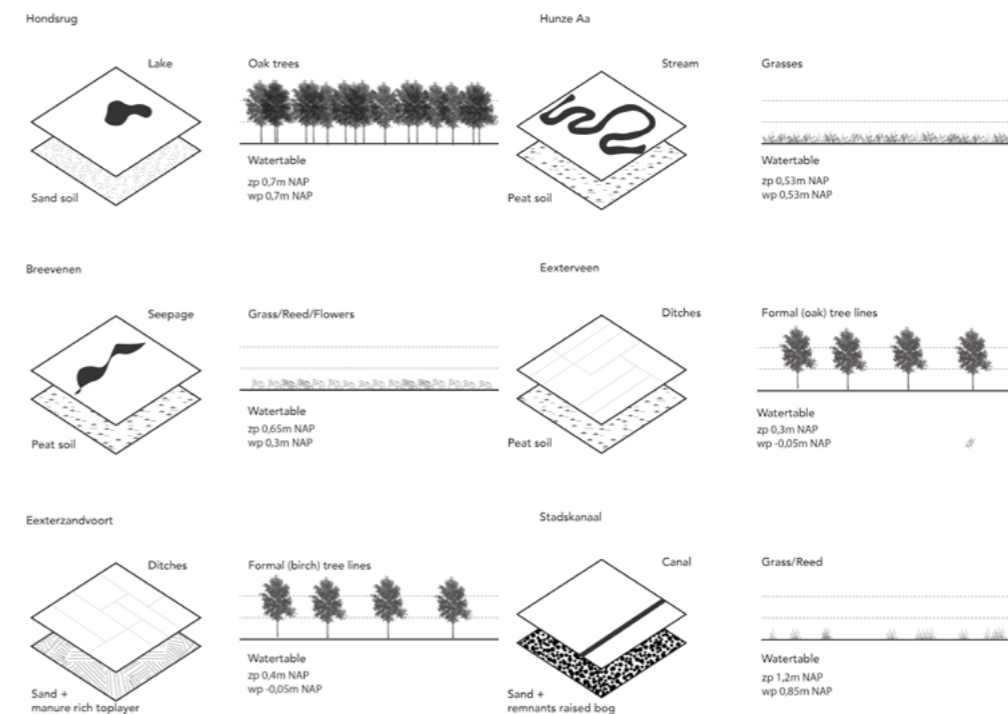 Hondsrug
Lake
Oak trees
Sand soil
Watertable
zp 0,7m NAP
wp 0,7m NAP
Hunze Aa
Stream
Grasses
Peat soil
Watertable
zp 0,53m NAP
wp 0,53m NAP
Breevenen
Seepage
Grass/Reed/Flowers
Peat soil
Watertable
zp 0,65m NAP
wp 0,3m NAP
Eexterveen
Ditches
Formal (oak) tree lines
Peat soil
Watertable
zp 0,3m NAP
wp -0,05m NAP
Eexterzandvoort
Ditches
Formal (birch) tree lines
Sand +
manure rich toplayer
Watertable
zp 0,4m NAP
wp -0,05m NAP
Stadskanaal
Canal
Grass/Reed
Sand +
remnants raised bog
Watertable
zp 1,2m NAP
wp 0,85m NAP